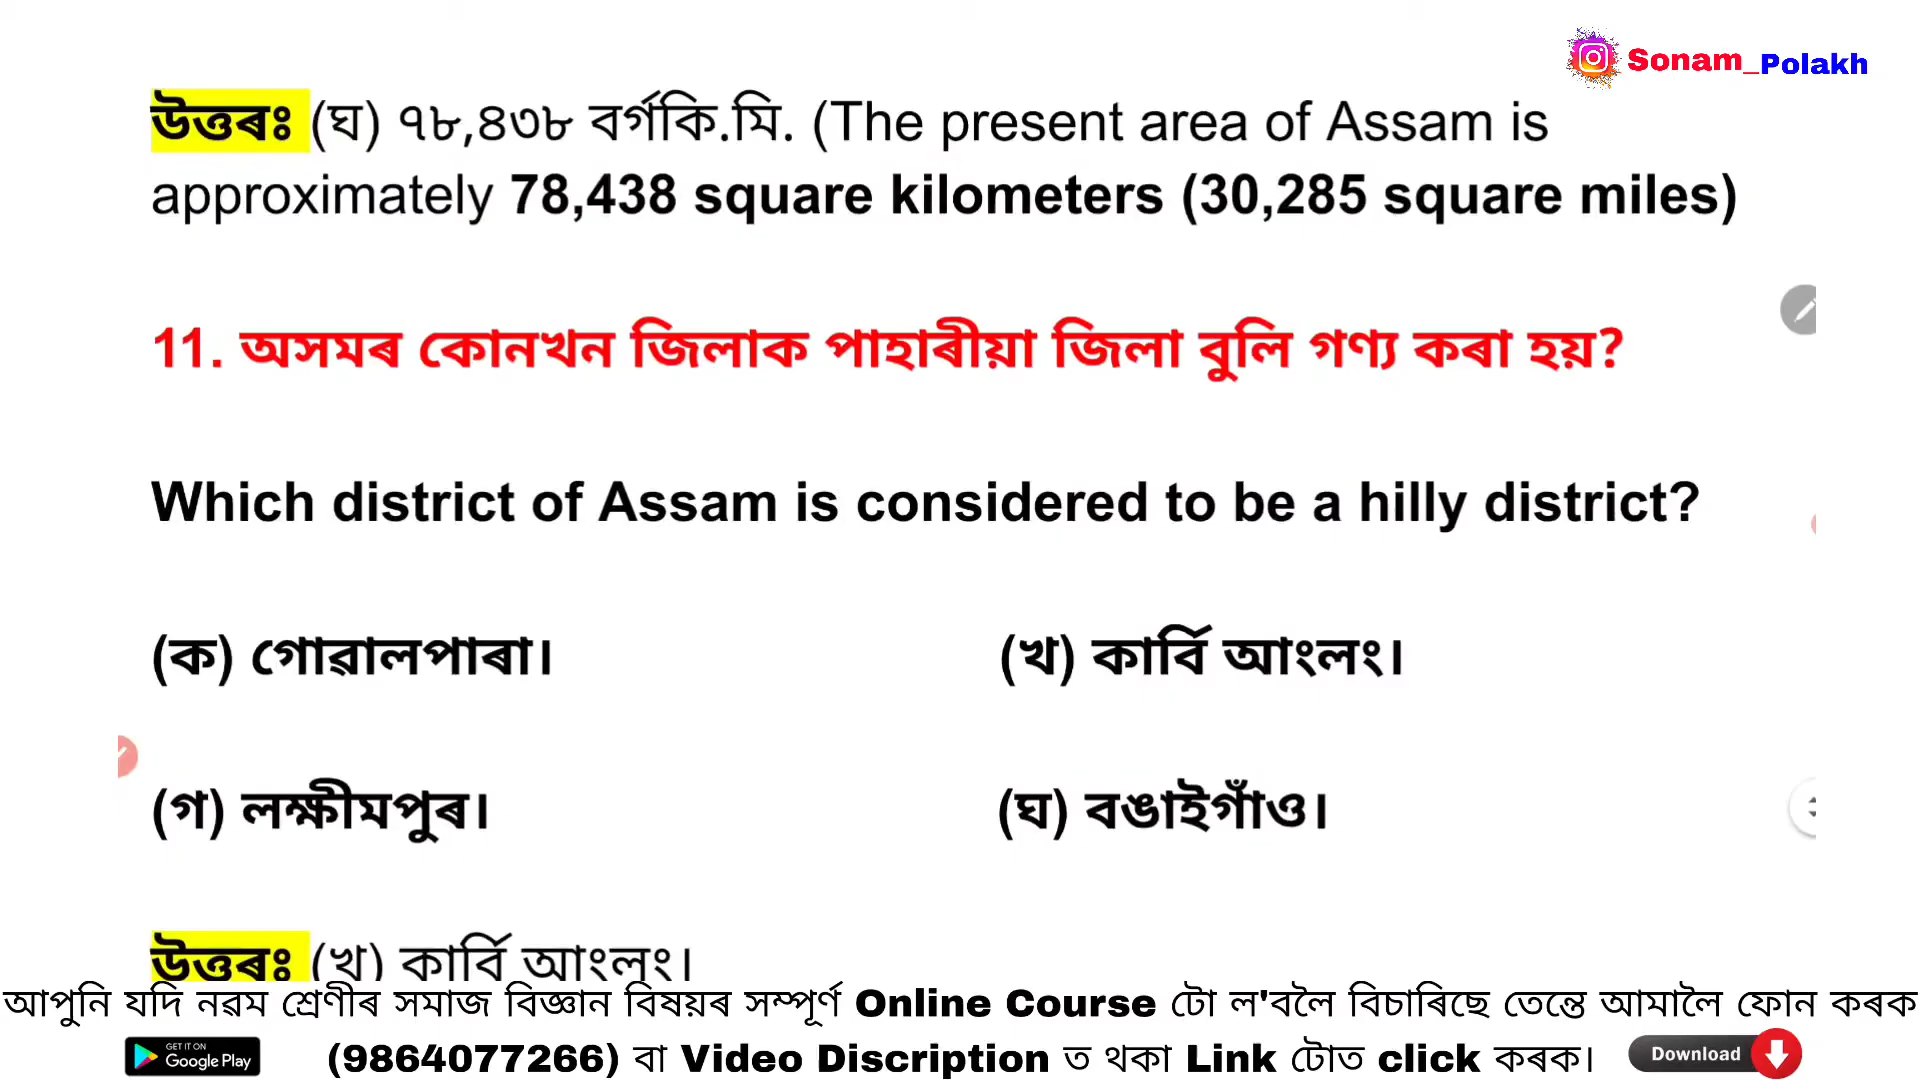 Sonam_Polakh
উত্তৰঃ (ঘ) ৭৮,৪৩৮ বৰ্গকি.মি. (The present area of Assam is
approximately 78,438 square kilometers (30,285 square miles)
11. অসমৰ কোনখন জিলাক পাহাৰীয়া জিলা বুলি গণ্য কৰা হয়?
Which district of Assam is considered to be a hilly district?
(ক) গোৱালপাৰা। (খ) কাৰ্বি আংলং।
(গ) লক্ষীমপুৰ। (ঘ) বঙাইগাঁও।
উত্তৰঃ (খ) কাৰ্বি আংলং।
আপুনি যদি নৱম শ্ৰেণীৰ সমাজ বিজ্ঞান বিষয়ৰ সম্পূৰ্ণ Online Course টো ল'বলৈ বিচাৰিছে তেন্তে আমালৈ ফোন কৰক
GET IT ON
Google Play
(9864077266) বা Video Discription ত থকা Link টোত click কৰক।
Download